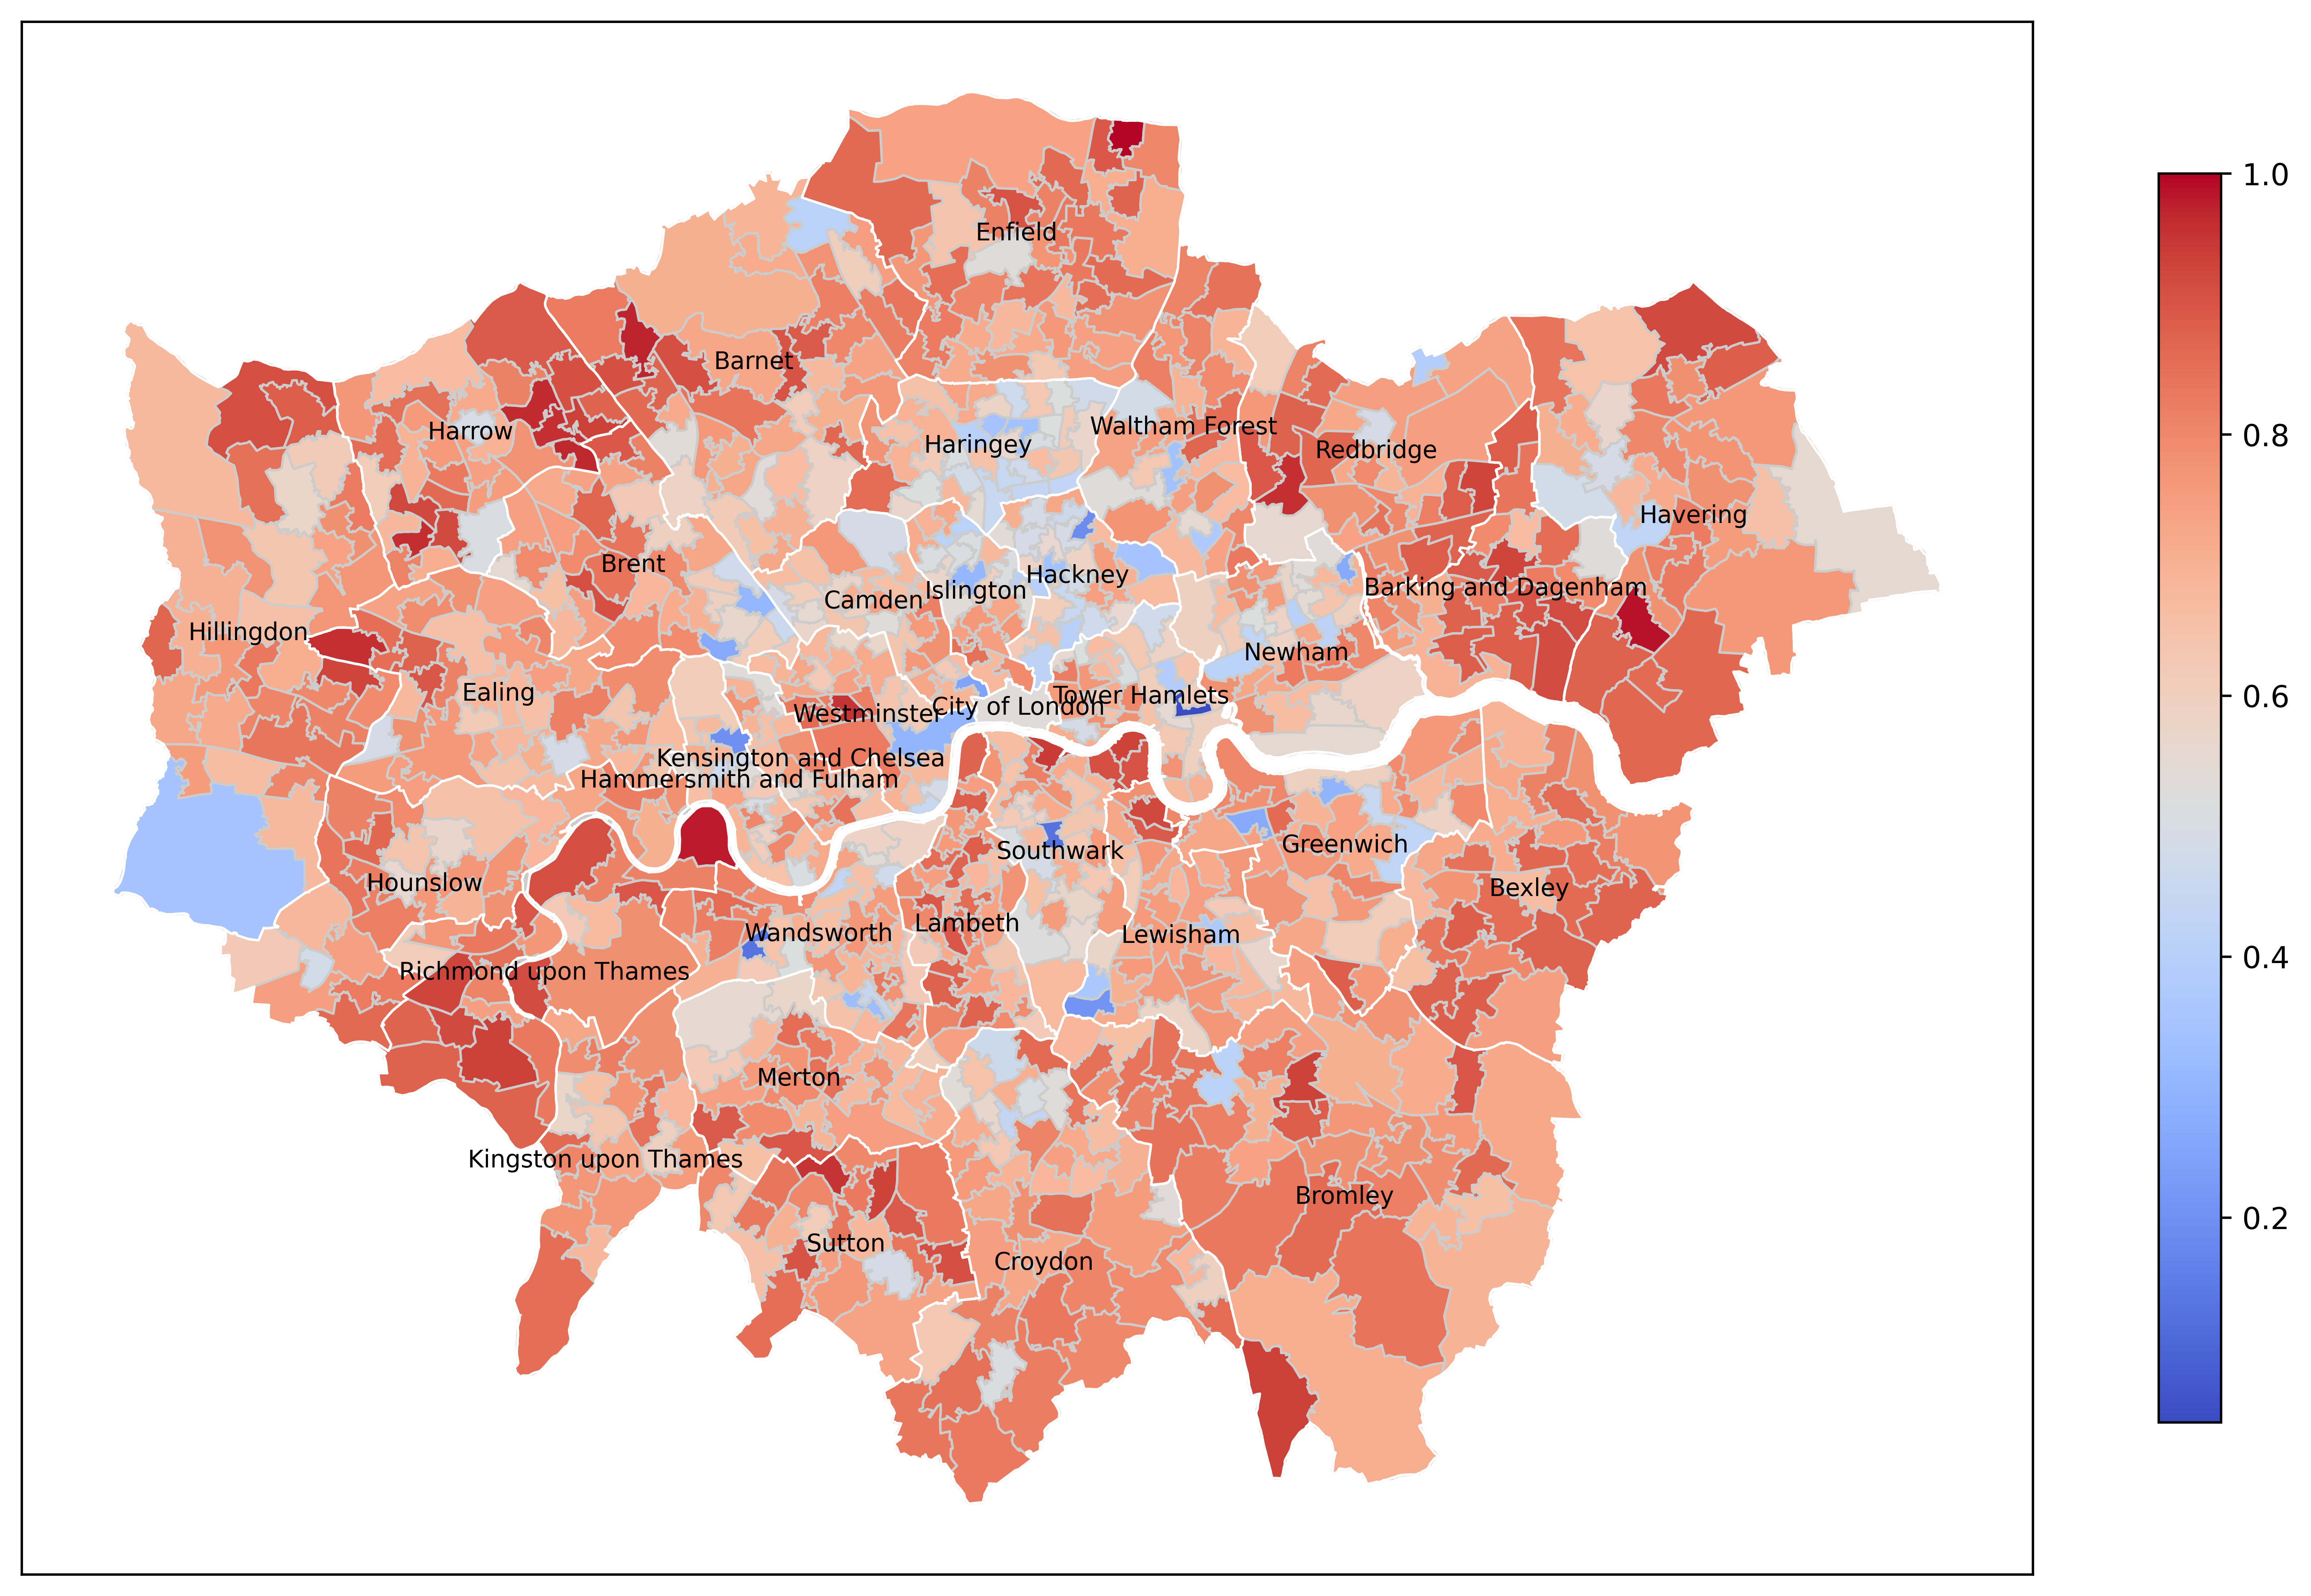 Enfield
Barnet
Harrow
Haringey
Waltham Forest
Redbridge
Havering
Brent
Camden
Islington
Hackney
Barking and Dagenham
Hillingdon
Newham
Ealing
Westminster
City of London
Tower Hamlets
Kensington and Chelsea
Hammersmith and Fulham
Southwark
Greenwich
Hounslow
Bexley
Wandsworth
Lambeth
Lewisham
Richmond upon Thames
Merton
Kingston upon Thames
Bromley
Sutton
Croydon
1.0
0.8
0.6
0.4
0.2